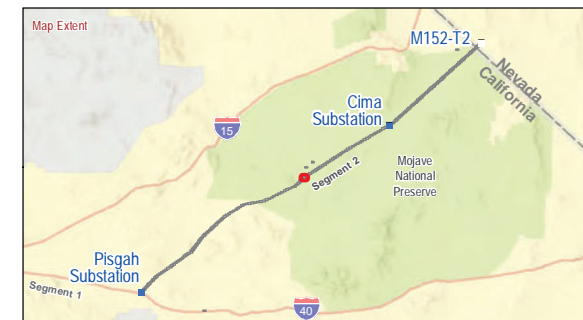 Map Extent
M152-T2
Nevada
California
Cima
Substation
15
Segment 2
Mojave
National
Preserve
Pisgah
Substation
Segment 1
40